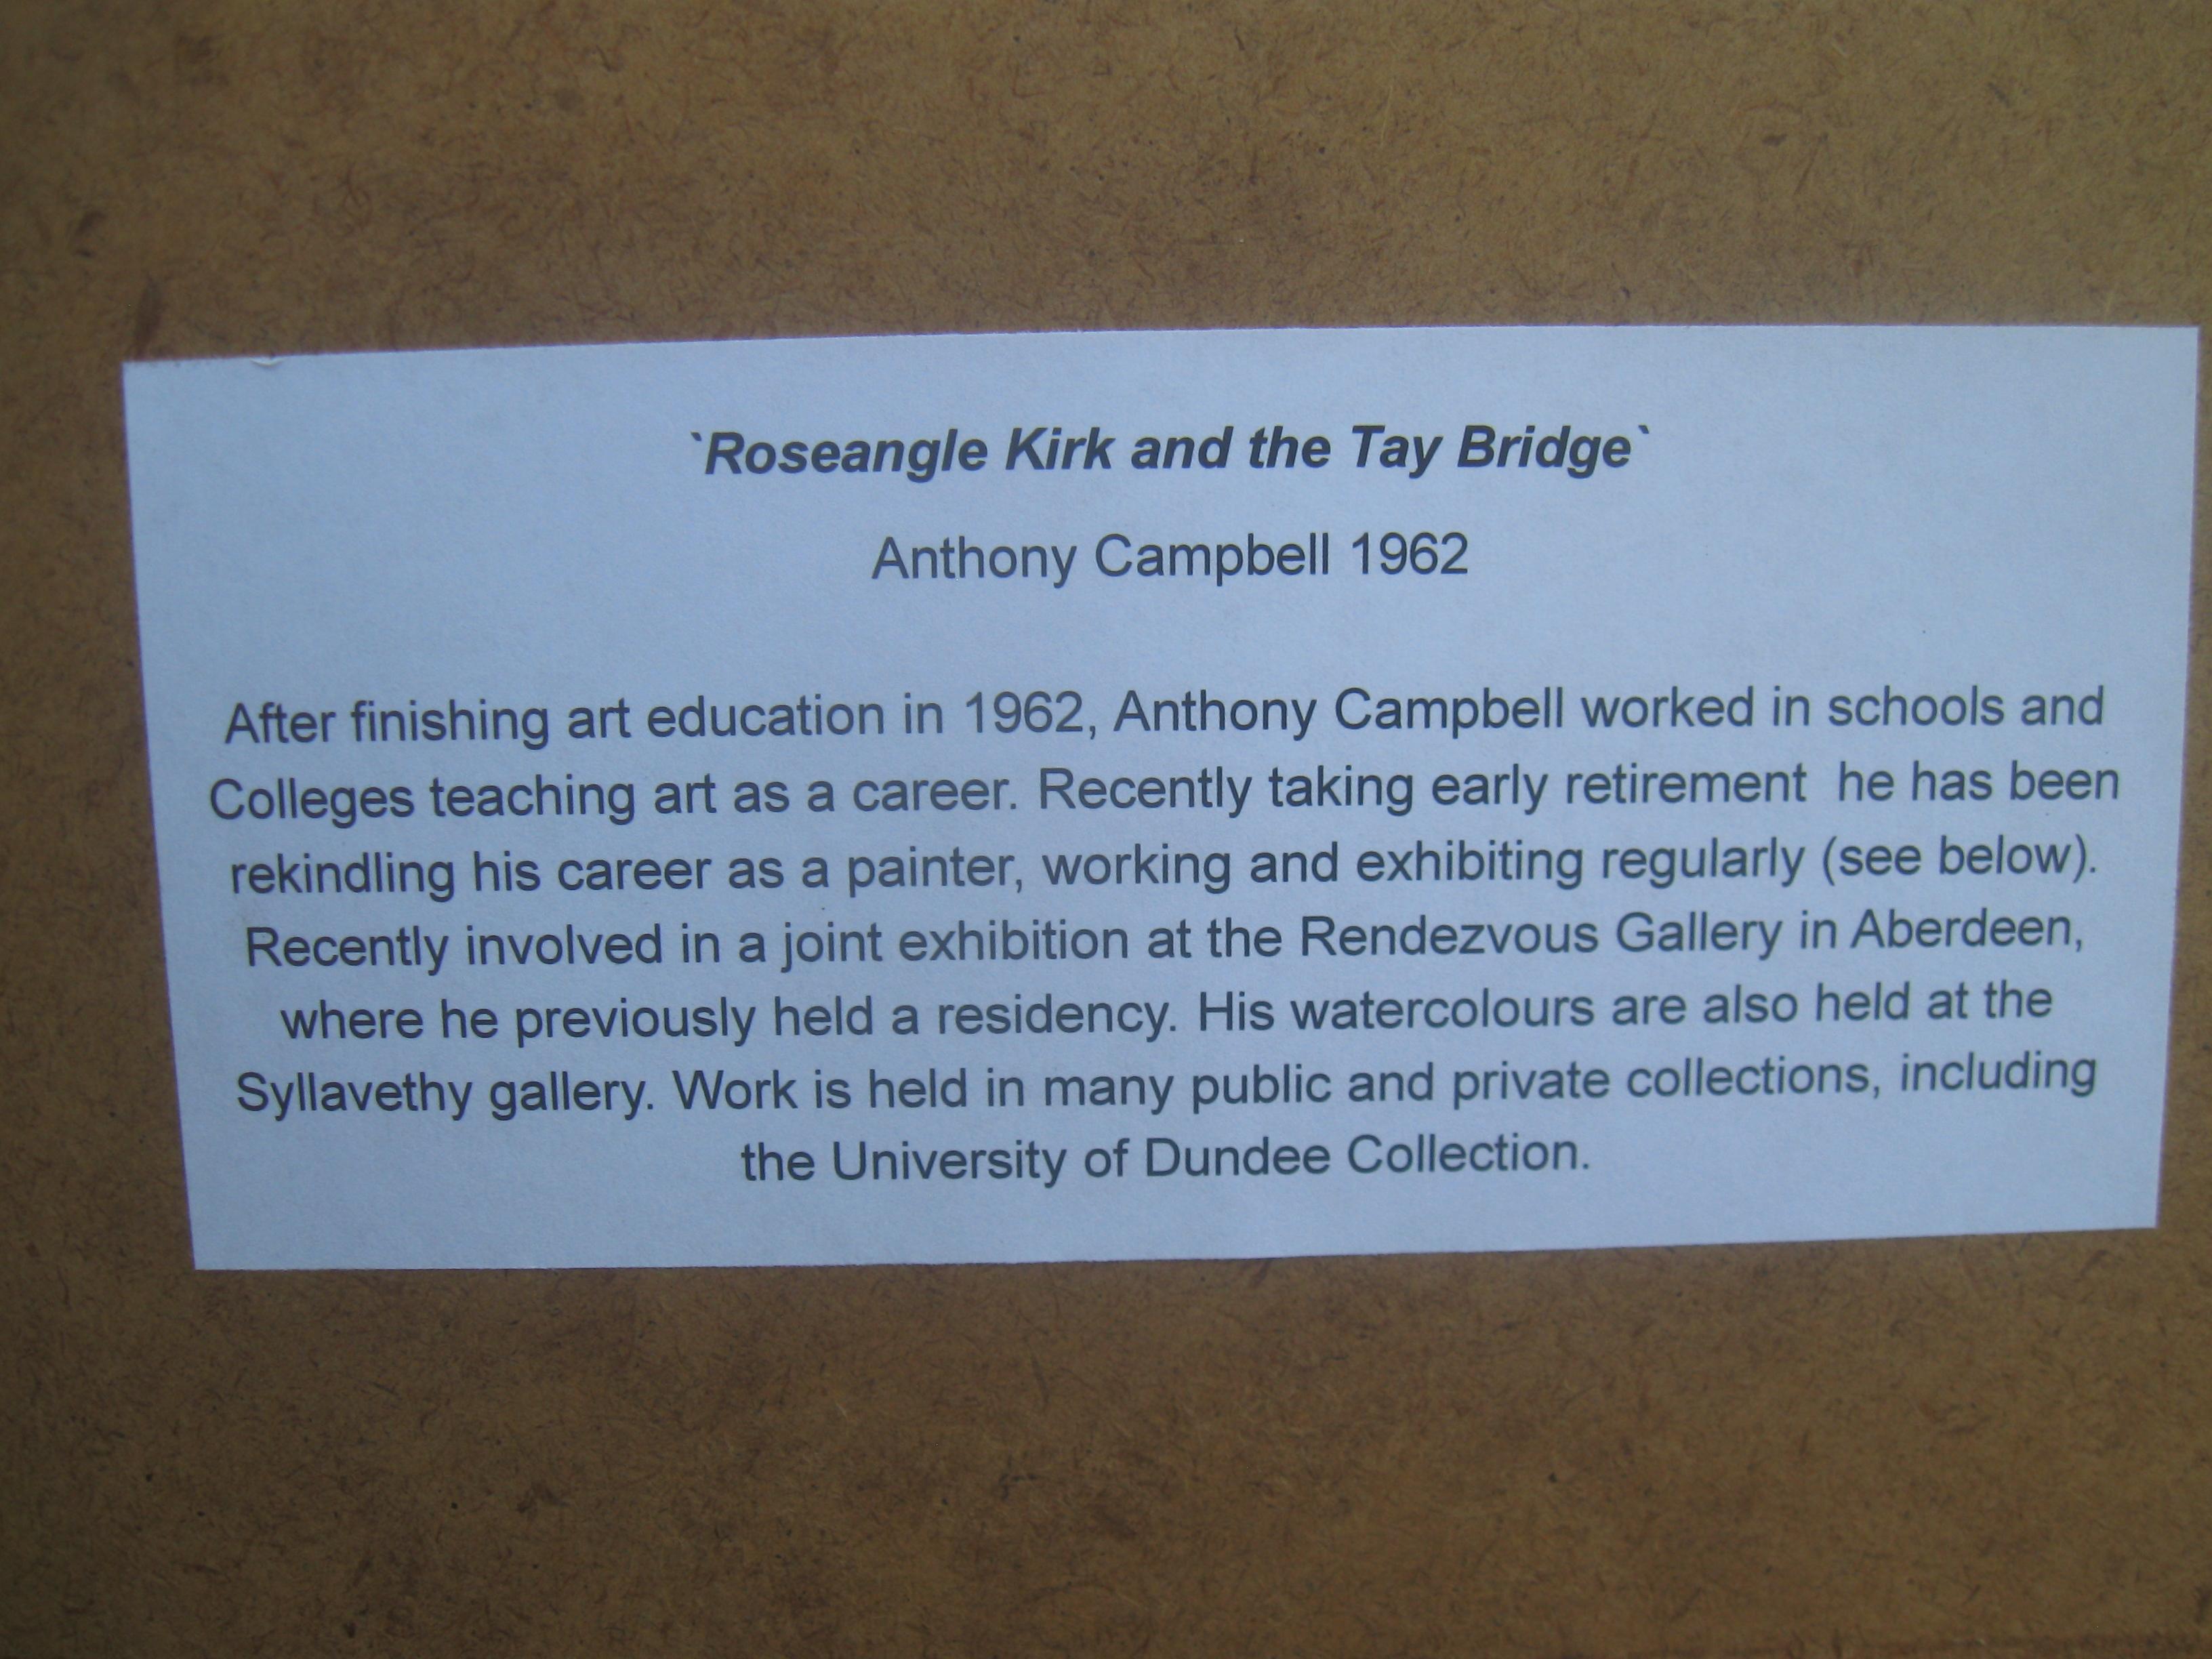 `Roseangle Kirk and the Tay Bridge`
Anthony Campbell 1962
After finishing art education in 1962, Anthony Campbell worked in schools and
Colleges teaching art as a career. Recently taking early retirement  he has been
rekindling his career as a painter, working and exhibiting regularly (see below).
Recently involved in a joint exhibition at the Rendezvous Gallery in Aberdeen,
where he previously held a residency. His watercolours are also held at the
Syllavethy gallery. Work is held in many public and private collections, including
the University of Dundee Collection.